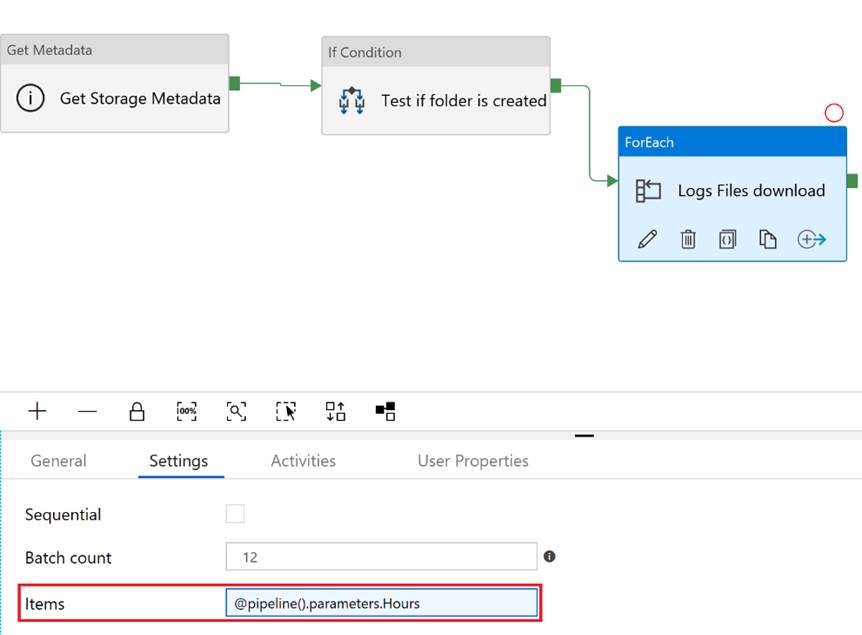 Get Metadata
Get Storage Metadata
If Condition
Test if folder is created
ForEach
Logs Files download
100%
General
Settings
Activities
User Properties
Sequential
Batch count
12
Items
@pipeline().parameters.Hours